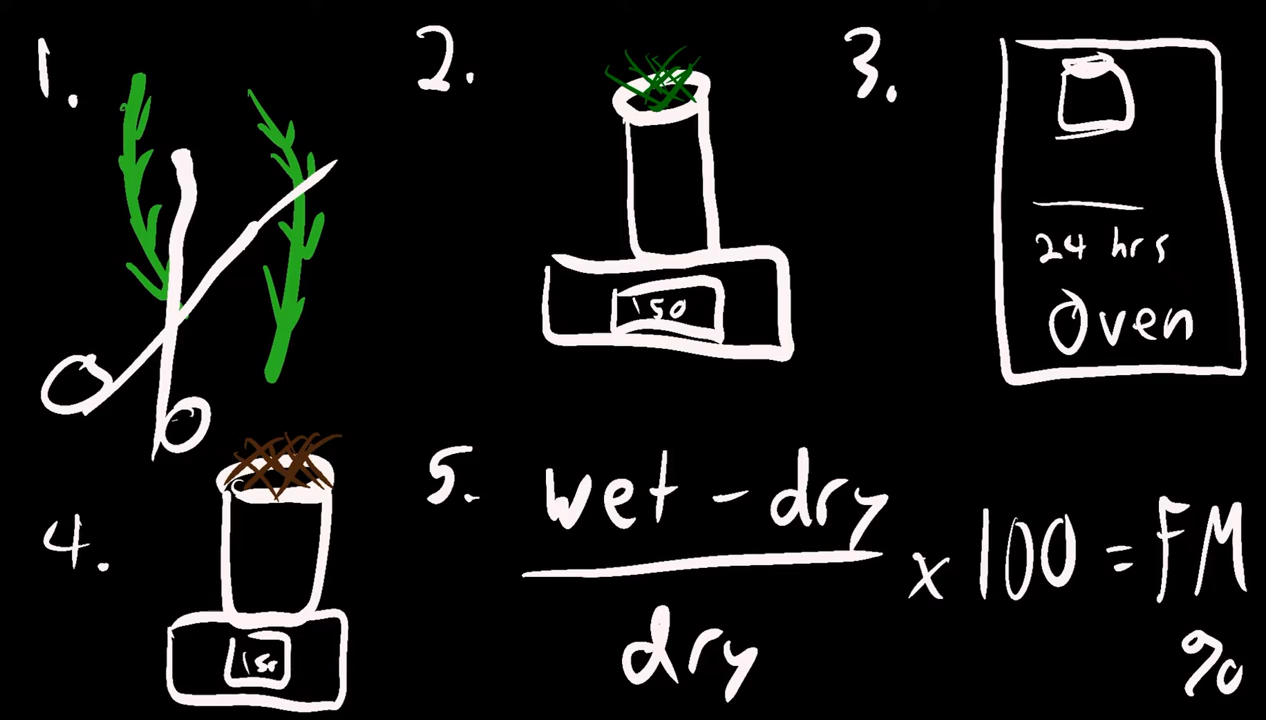 1.
2.
150
3.
24 hrs
Oven
4.
5.
wet - dry
dry
x 100 = FM
%